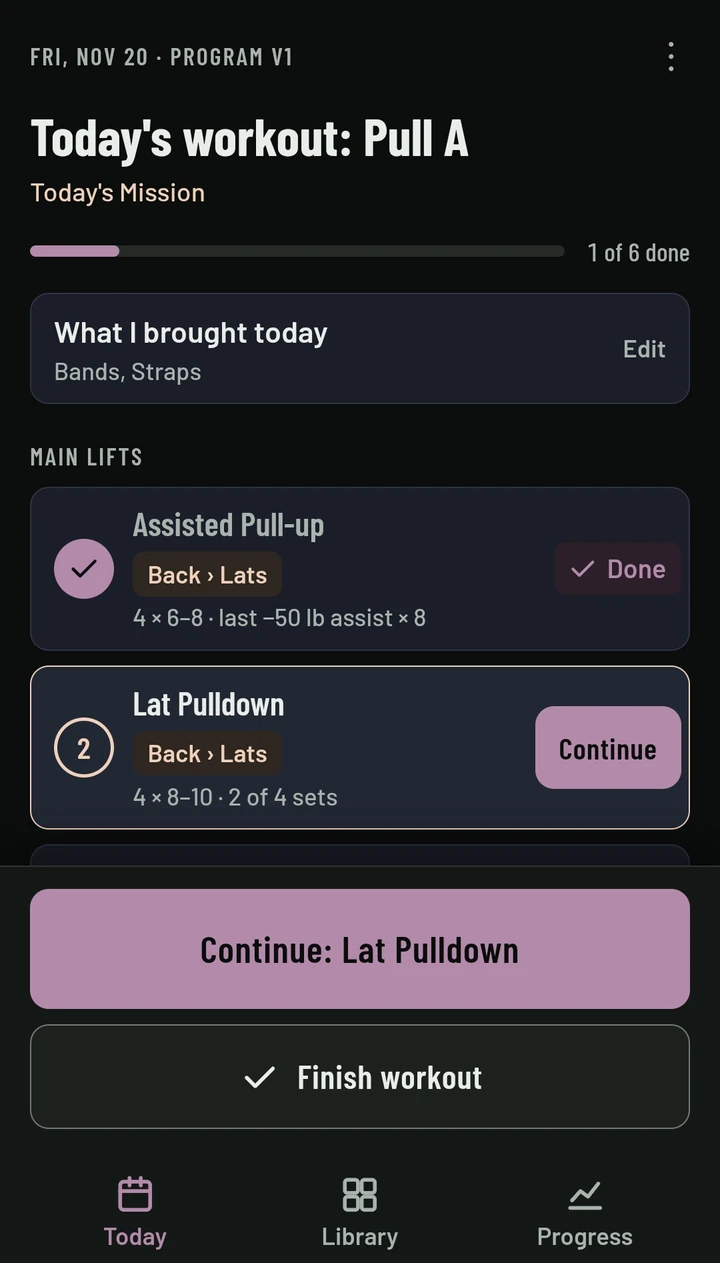 FRI, NOV 20 · PROGRAM V1
Today's workout: Pull A
Today's Mission
1 of 6 done
What I brought today
Bands, Straps
Edit
MAIN LIFTS
Assisted Pull-up
Back › Lats
4 × 6–8 · last −50 lb assist × 8
Done
2
Lat Pulldown
Back › Lats
4 × 8–10 · 2 of 4 sets
Continue
Continue: Lat Pulldown
Finish workout
Today
Library
Progress